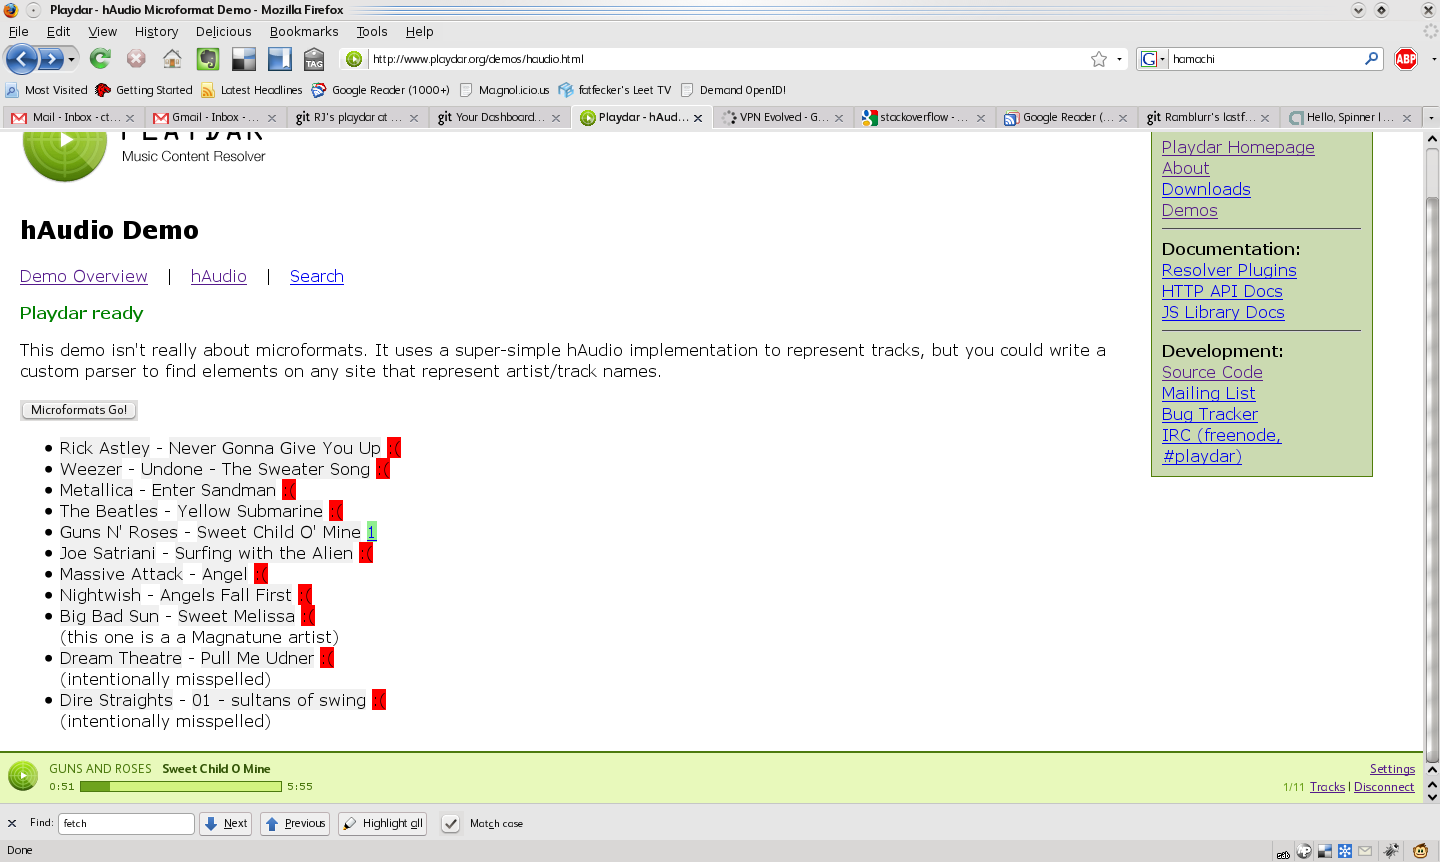 Playdar - hAudio Microformat Demo - Mozilla Firefox
File Edit View History Delicious Bookmarks Tools Help
TAG http://www.playdar.org/demos/haudio.html G hamachi ABP
Most Visited Getting Started Latest Headlines Google Reader (1000+) Ma.gnol.icio.us fatfecker's Leet TV Demand OpenID!
Mail - Inbox - ct... Gmail - Inbox - ... git RJ's playdar at ... git Your Dashboard... Playdar - hAud... VPN Evolved - G... stackoverflow - ... Google Reader (... git Ramblurr's lastf... Hello, Spinner l...
PLAYDAR
Music Content Resolver
Playdar Homepage
About
Downloads
Demos
Documentation:
Resolver Plugins
HTTP API Docs
JS Library Docs
Development:
Source Code
Mailing List
Bug Tracker
IRC (freenode,
#playdar)
hAudio Demo
Demo Overview | hAudio | Search
Playdar ready
This demo isn't really about microformats. It uses a super-simple hAudio implementation to represent tracks, but you could write a
custom parser to find elements on any site that represent artist/track names.
Microformats Go!
Rick Astley - Never Gonna Give You Up :(
Weezer - Undone - The Sweater Song :(
Metallica - Enter Sandman :(
The Beatles - Yellow Submarine :(
Guns N' Roses - Sweet Child O' Mine 1
Joe Satriani - Surfing with the Alien :(
Massive Attack - Angel :(
Nightwish - Angels Fall First :(
Big Bad Sun - Sweet Melissa :(
(this one is a a Magnatune artist)
Dream Theatre - Pull Me Udner :(
(intentionally misspelled)
Dire Straights - 01 - sultans of swing :(
(intentionally misspelled)
GUNS AND ROSES Sweet Child O Mine
0:51 5:55
Settings
1/11 Tracks | Disconnect
Find: fetch Next Previous Highlight all Match case
Done